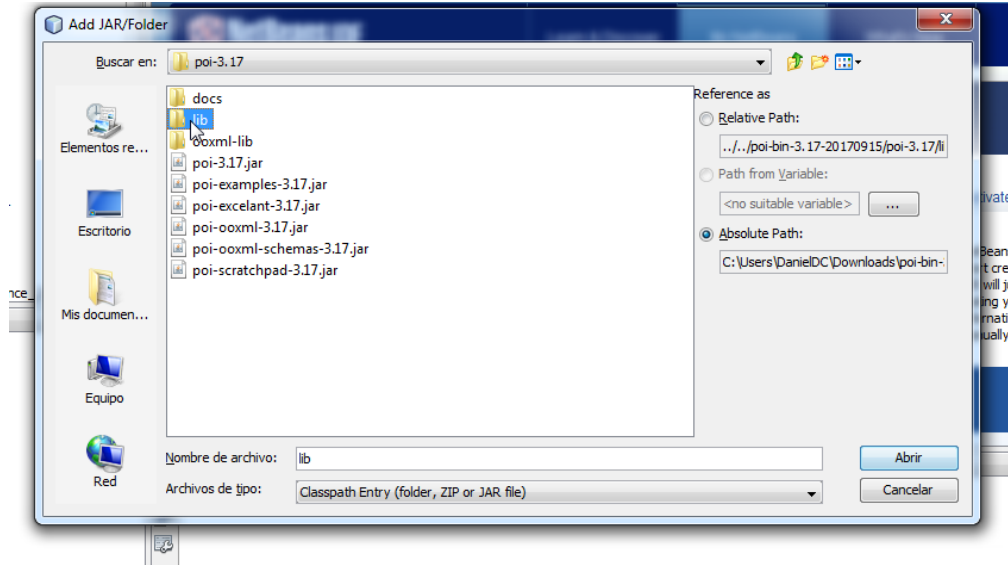 Add JAR/Folder
Buscar en:
poi-3.17
Elementos re...
Escritorio
Mis documen...
Equipo
Red
docs
lib
ooxml-lib
poi-3.17.jar
poi-examples-3.17.jar
poi-excelant-3.17.jar
poi-ooxml-3.17.jar
poi-ooxml-schemas-3.17.jar
poi-scratchpad-3.17.jar
Reference as
Relative Path:
../../poi-bin-3.17-20170915/poi-3.17/li
Path from Variable:
<no suitable variable>
...
Absolute Path:
C:\Users\DanielDC\Downloads\poi-bin-
Nombre de archivo:
lib
Abrir
Archivos de tipo:
Classpath Entry (folder, ZIP or JAR file)
Cancelar